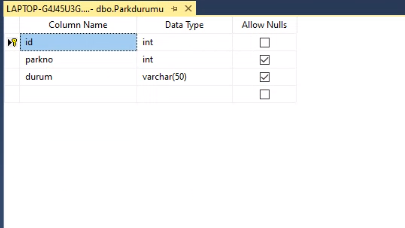 LAPTOP-G4J45U3G.... - dbo.Parkdurumu
Column Name Data Type Allow Nulls
id int
parkno int
durum varchar(50)